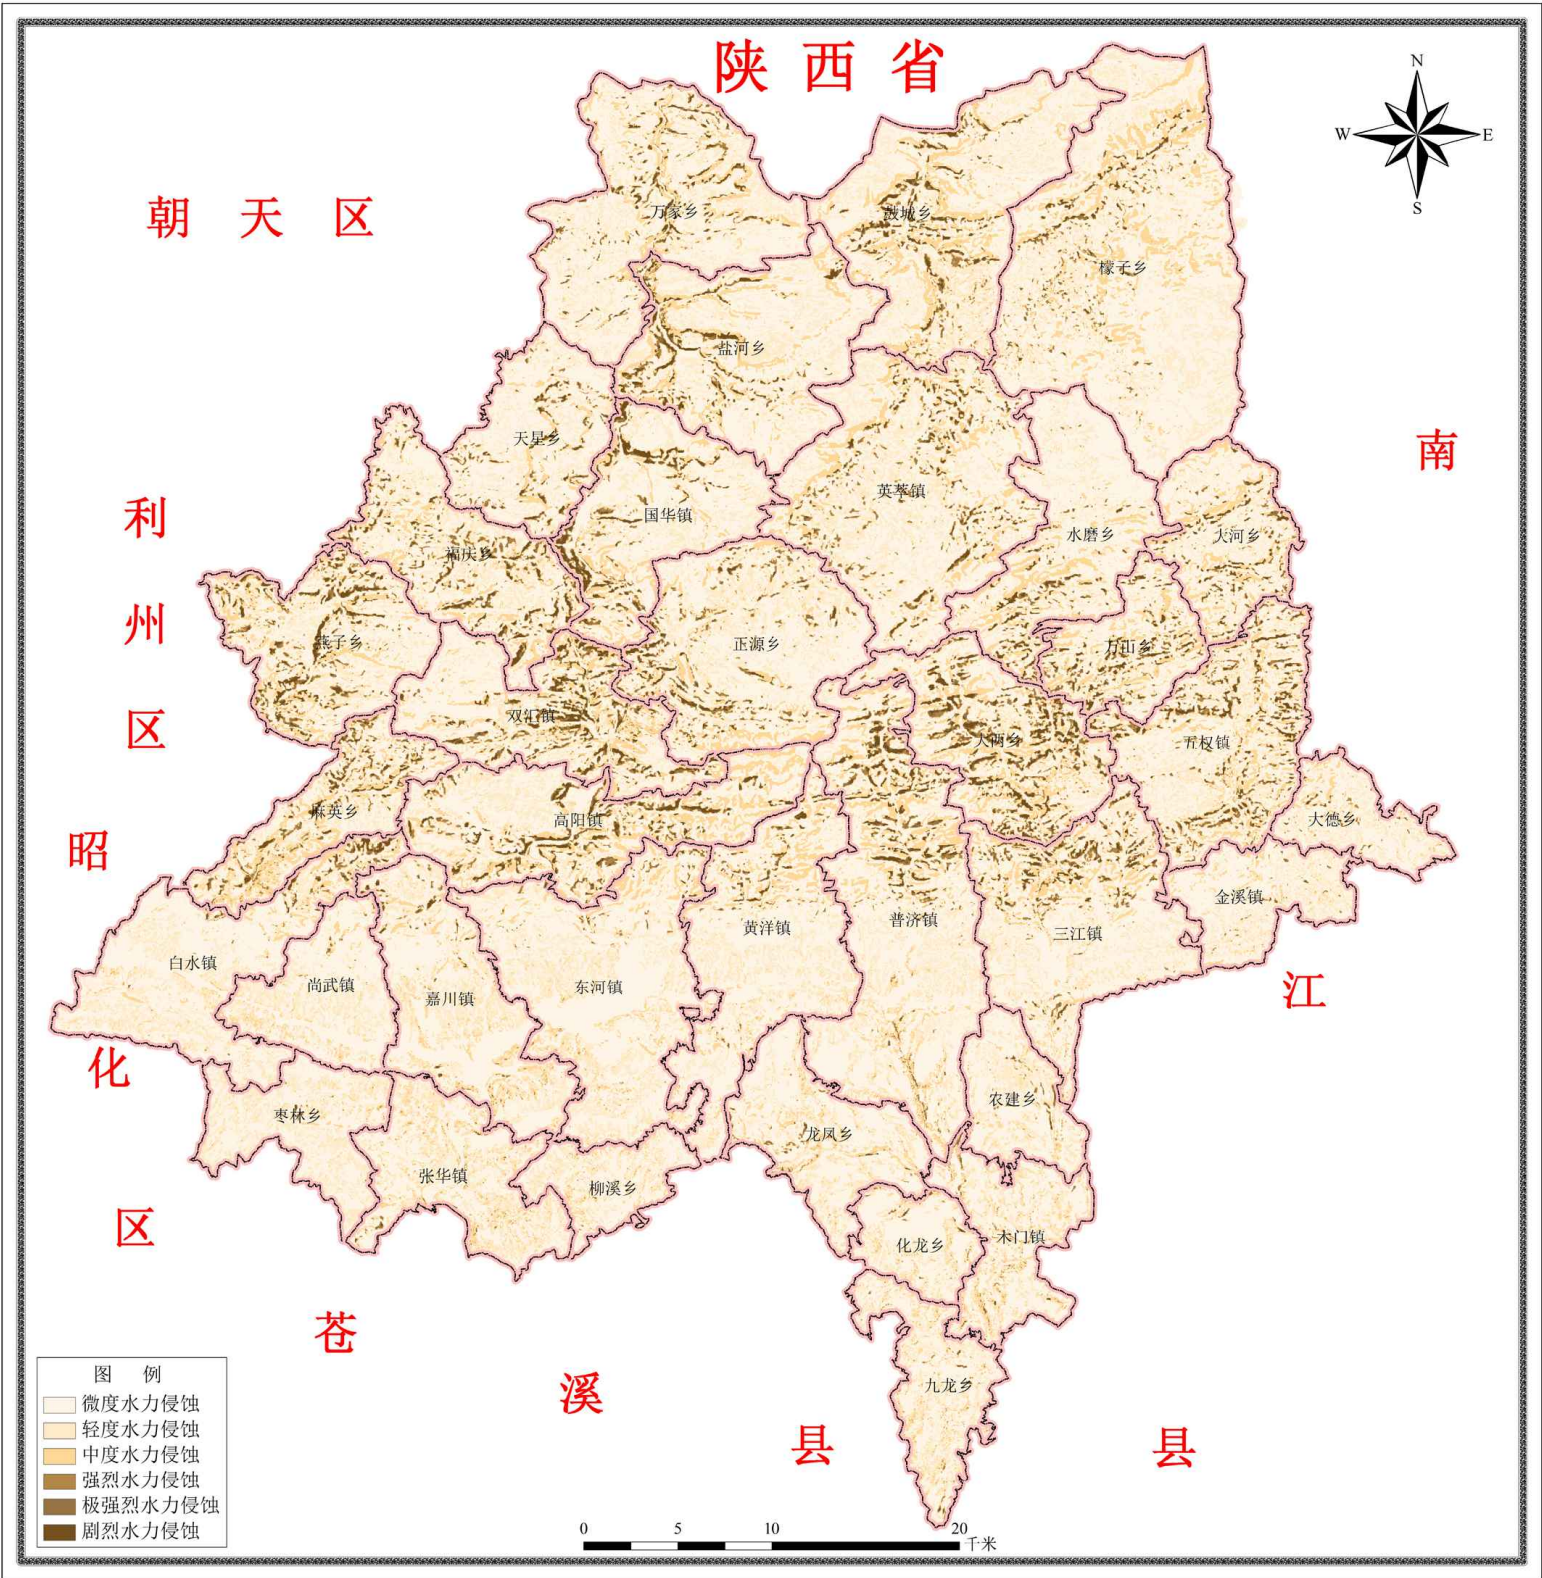 陕西省
N
W
E
S
朝天区
万家乡
鼓城乡
檬子乡
盐河乡
天星乡
南
英萃镇
利
国华镇
水磨乡
大河乡
福庆乡
州
燕子乡
正源乡
万山乡
双汇镇
区
大两乡
五权镇
麻英乡
高阳镇
大德乡
昭
金溪镇
黄洋镇
普济镇
三江镇
白水镇
尚武镇
嘉川镇
东河镇
江
化
农建乡
枣林乡
龙凤乡
张华镇
柳溪乡
区
木门镇
化龙乡
苍
九龙乡
溪
县
县
图 例
微度水力侵蚀
轻度水力侵蚀
中度水力侵蚀
强烈水力侵蚀
极强烈水力侵蚀
剧烈水力侵蚀
0 5 10 20
千米